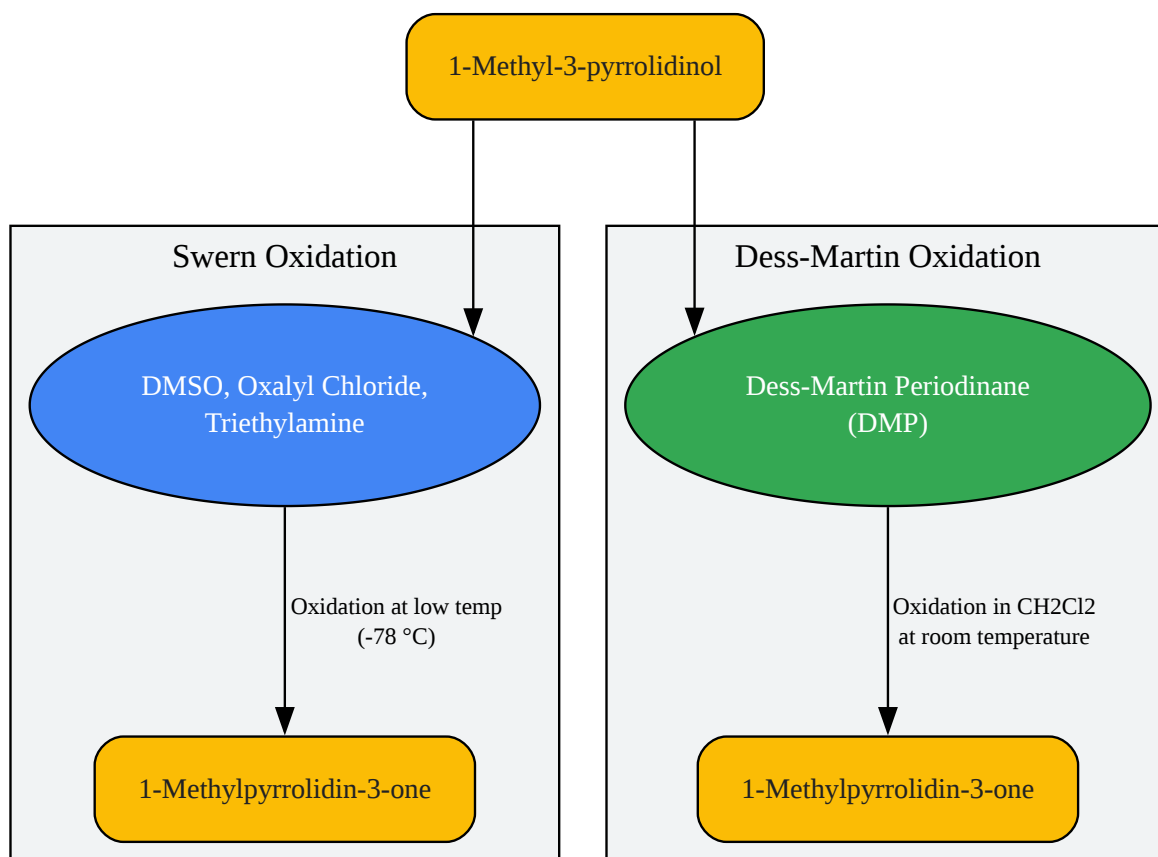 1-Methyl-3-pyrrolidinol
Swern Oxidation
DMSO, Oxalyl Chloride,
Triethylamine
Oxidation at low temp
(-78 °C)
1-Methylpyrrolidin-3-one
Dess-Martin Oxidation
Dess-Martin Periodinane
(DMP)
Oxidation in CH2Cl2
at room temperature
1-Methylpyrrolidin-3-one